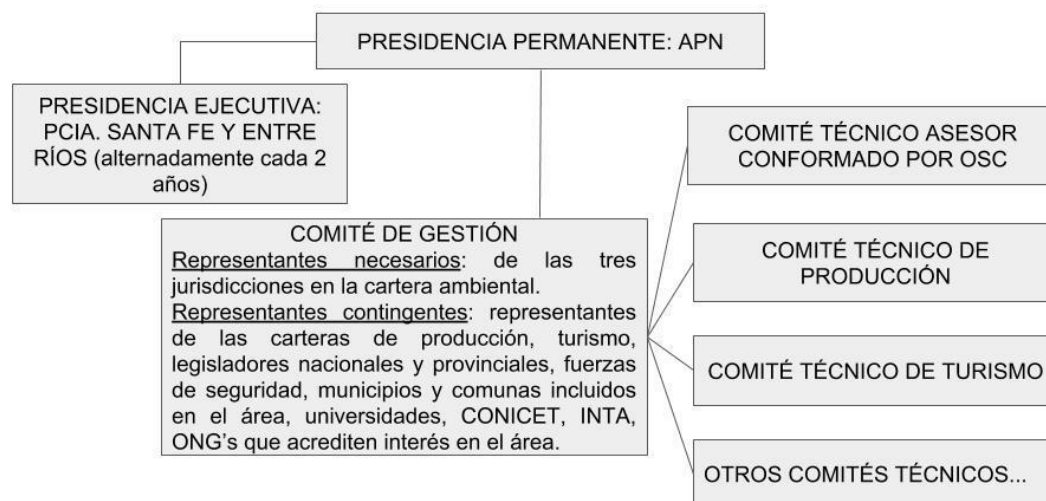 PRESIDENCIA PERMANENTE: APN
PRESIDENCIA EJECUTIVA:
PCIA. SANTA FE Y ENTRE
RÍOS (alternadamente cada 2
años)
COMITÉ DE GESTIÓN
Representantes necesarios: de las tres
jurisdicciones en la cartera ambiental.
Representantes contingentes: representantes
de las carteras de producción, turismo,
legisladores nacionales y provinciales, fuerzas
de seguridad, municipios y comunas incluidos
en el área, universidades, CONICET, INTA,
ONG’s que acrediten interés en el área.
COMITÉ TÉCNICO ASESOR
CONFORMADO POR OSC
COMITÉ TÉCNICO DE
PRODUCCIÓN
COMITÉ TÉCNICO DE TURISMO
OTROS COMITÉS TÉCNICOS...